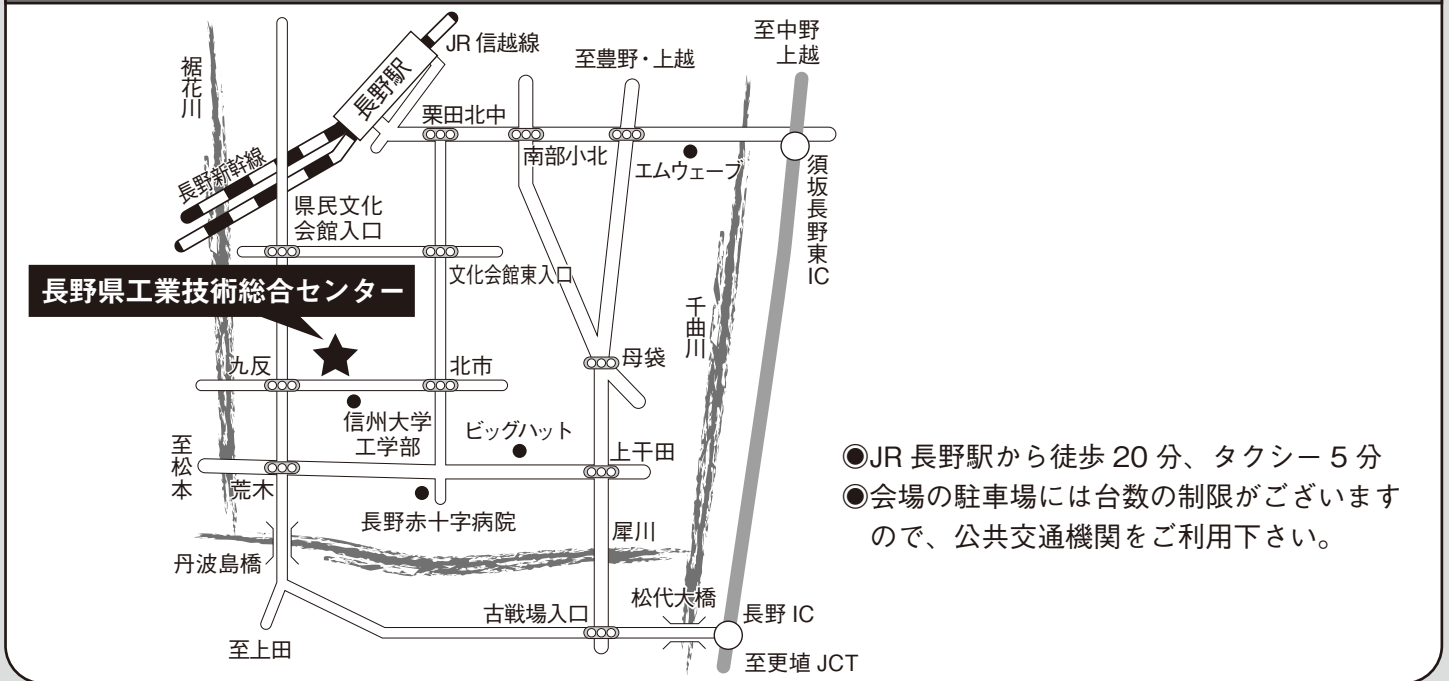 JR 信越線
至中野
上越
至豊野・上越
裾花川
長野駅
栗田北中
南部小北
エムウェーブ
長野新幹線
須坂長野東IC
県民文化
会館入口
文化会館東入口
長野県工業技術総合センター
千曲川
九反
北市
母袋
信州大学
工学部
ビッグハット
上千田
至松本
荒木
長野赤十字病院
犀川
丹波島橋
松代大橋
古戦場入口
長野 IC
至上田
至更埴 JCT
◉JR 長野駅から徒歩 20 分、タクシー 5 分
◉会場の駐車場には台数の制限がございます
ので、公共交通機関をご利用下さい。